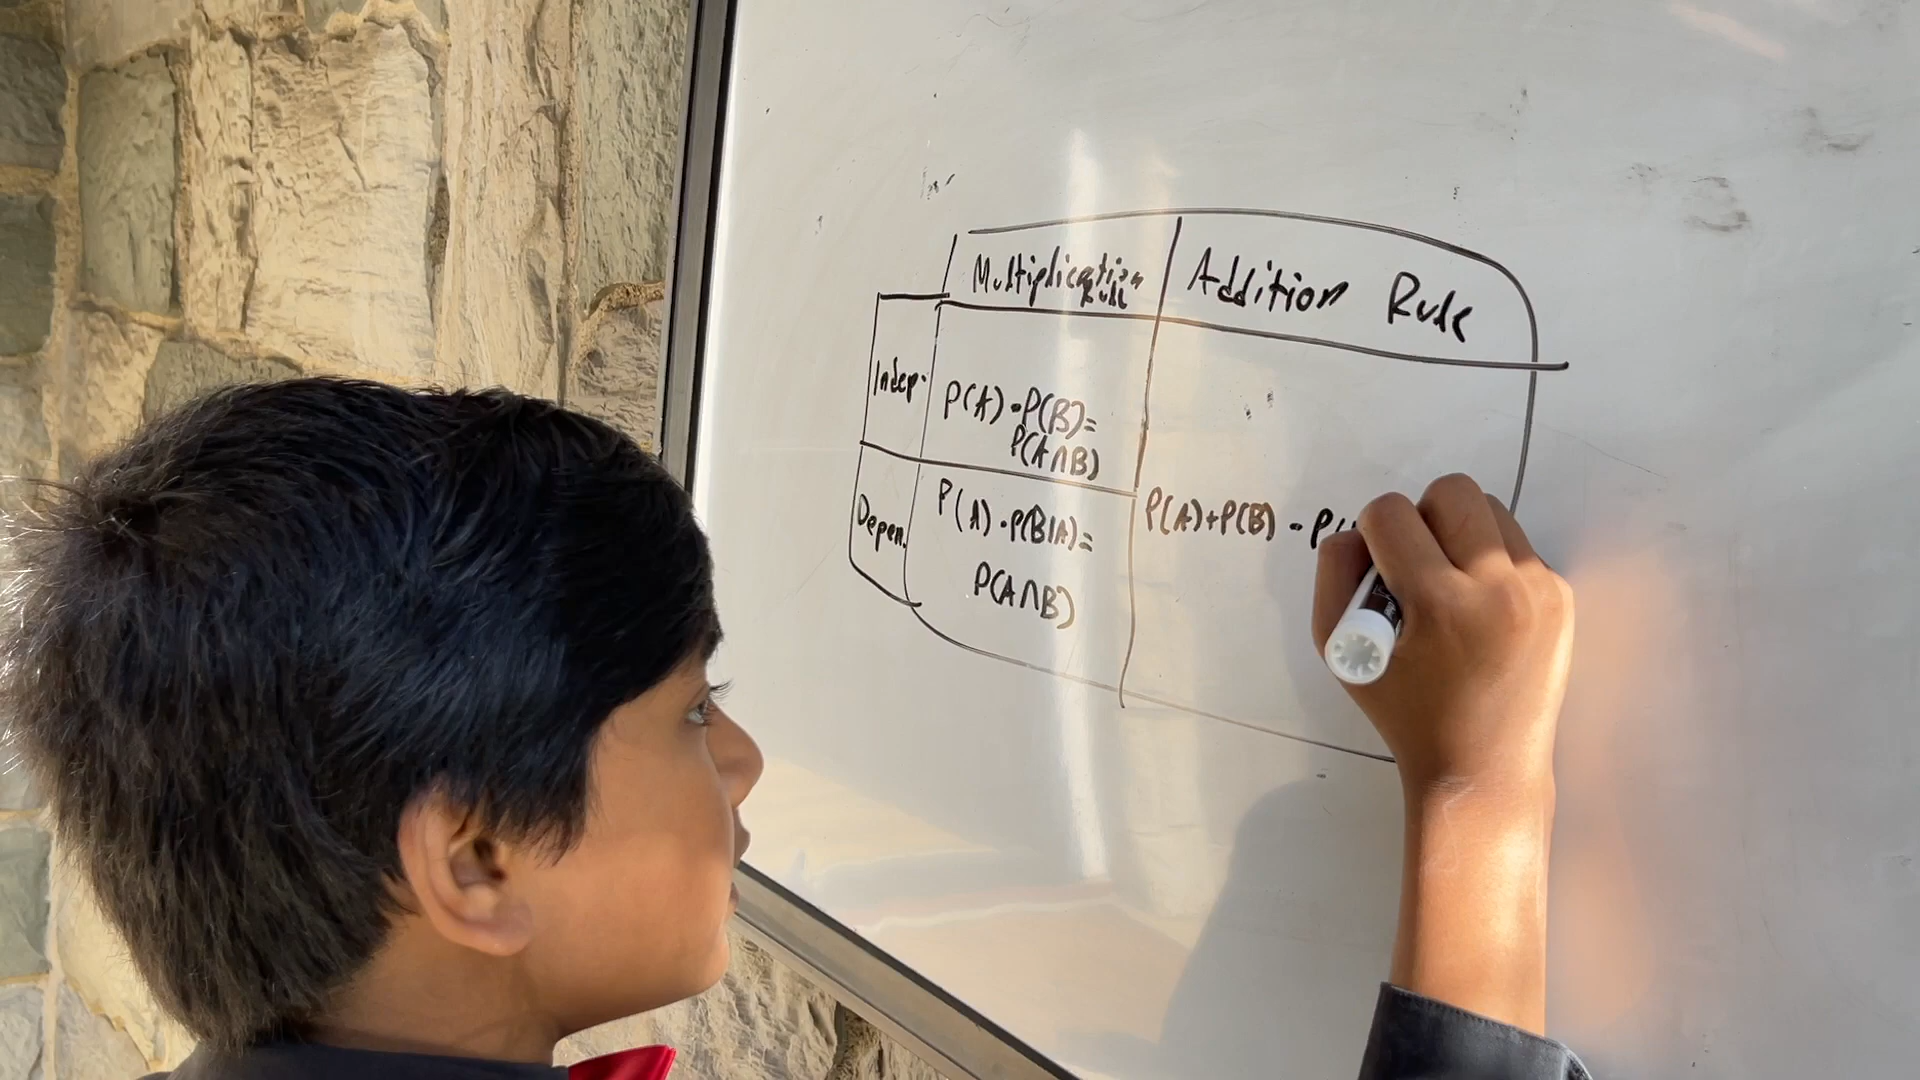 Multiplication
Rule
Addition Rule
Indep.
P(A) · P(B) =
P(A∩B)
Depen.
P(A) · P(B|A) =
P(A∩B)
P(A)+P(B) - P(